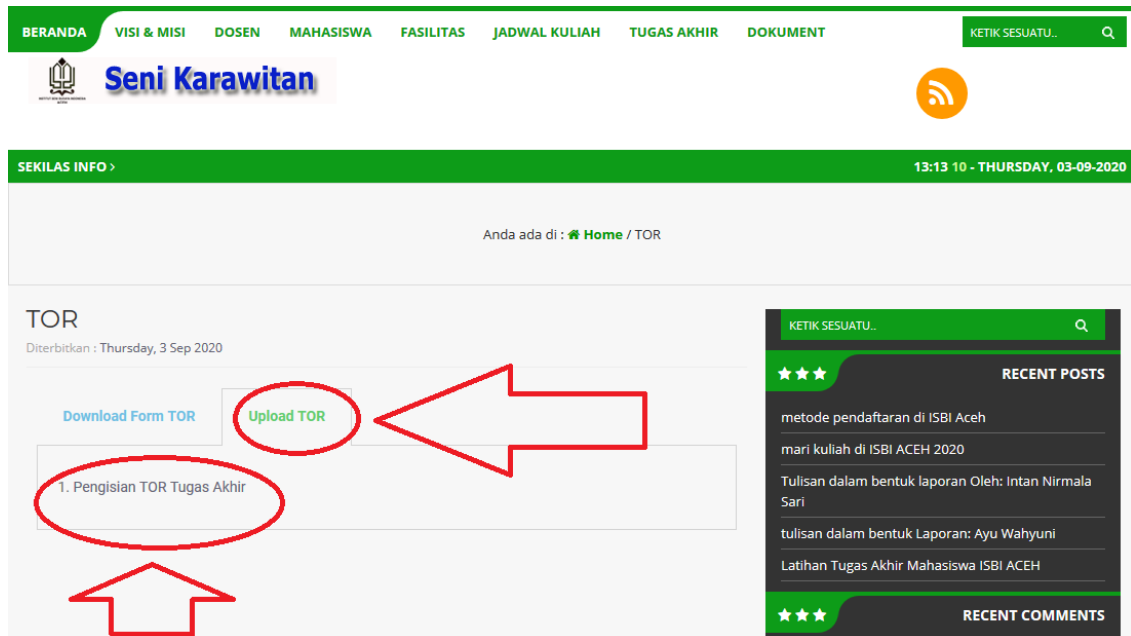 BERANDA VISI & MISI DOSEN MAHASISWA FASILITAS JADWAL KULIAH TUGAS AKHIR DOKUMENT KETIK SESUATU..
Seni Karawitan
SEKILAS INFO > 13:13 10 - THURSDAY, 03-09-2020
Anda ada di : Home / TOR
TOR
Diterbitkan : Thursday, 3 Sep 2020
Download Form TOR Upload TOR
1. Pengisian TOR Tugas Akhir
KETIK SESUATU..
RECENT POSTS
metode pendaftaran di ISBI Aceh
mari kuliah di ISBI ACEH 2020
Tulisan dalam bentuk laporan Oleh: Intan Nirmala
Sari
tulisan dalam bentuk Laporan: Ayu Wahyuni
Latihan Tugas Akhir Mahasiswa ISBI ACEH
RECENT COMMENTS